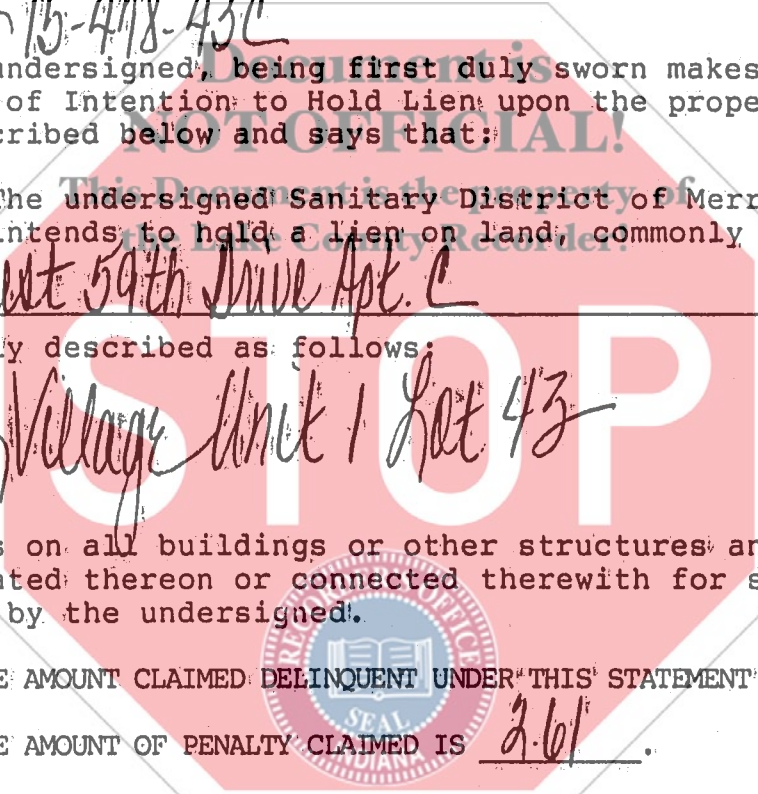 15-478-43C
undersigned, being first duly sworn makes
of Intention to Hold Lien upon the prope
cribed below and says that:
Document is
NOT OFFICIAL!
This Document is the property of
the Lake County Recorder!
The undersigned Sanitary District of Merr
intends to hold a lien on land, commonly
est 59th Drive Apt. C
y described as follows:
Village Unit 1 Lot 43
STOP
s on all buildings or other structures an
ated thereon or connected therewith for s
by the undersigned.
E AMOUNT CLAIMED DELINQUENT UNDER THIS STATEMENT
E AMOUNT OF PENALTY CLAIMED IS 2.61.
RECORDER'S OFFICE
SEAL
INDIANA